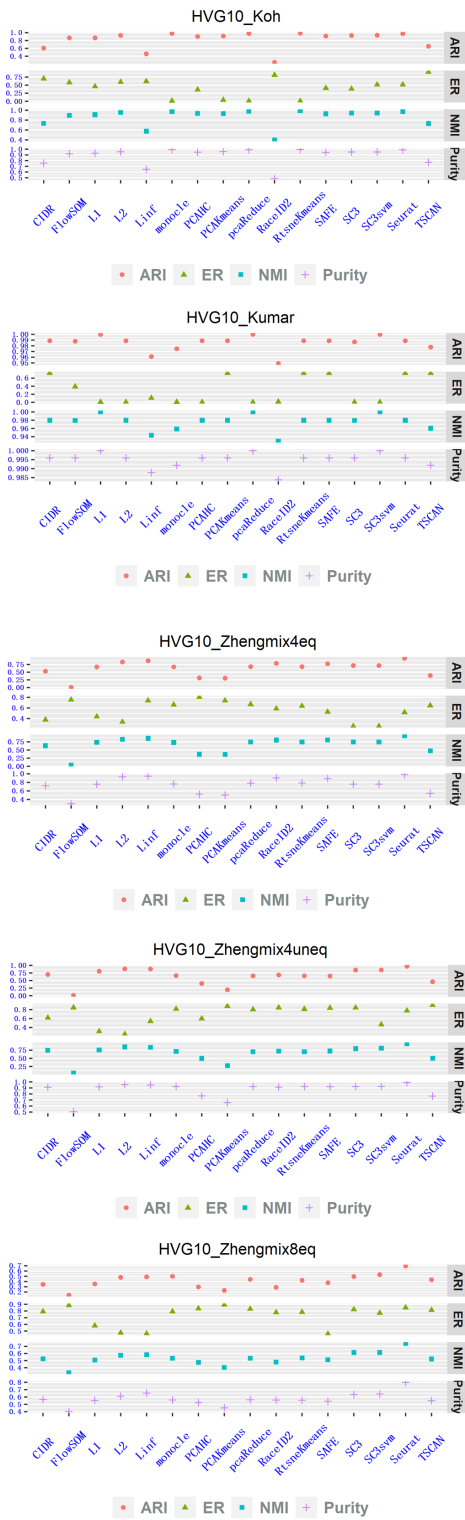 HVG10_Koh
1.0
0.8
0.6
0.4
ARI
0.75
0.50
0.25
0.00
ER
1.0
0.8
0.6
0.4
NMI
1.0
0.9
0.8
0.7
0.6
0.5
Purity
CIDR FlowSOM L1 L2 Linf monocle PCAHC PCAKmeans pcaReduce RaceID2 RtsneKmeans SAFE SC3 SC3svm Seurat TSCAN
ARI ER NMI Purity
HVG10_Kumar
1.00
0.99
0.98
0.97
0.96
0.95
ARI
0.6
0.4
0.2
0.0
ER
1.00
0.98
0.96
0.94
NMI
1.000
0.995
0.990
0.985
Purity
CIDR FlowSOM L1 L2 Linf monocle PCAHC PCAKmeans pcaReduce RaceID2 RtsneKmeans SAFE SC3 SC3svm Seurat TSCAN
ARI ER NMI Purity
HVG10_Zhengmix4eq
0.75
0.50
0.25
0.00
ARI
0.8
0.6
0.4
ER
0.75
0.50
0.25
0.00
NMI
1.0
0.8
0.6
0.4
Purity
CIDR FlowSOM L1 L2 Linf monocle PCAHC PCAKmeans pcaReduce RaceID2 RtsneKmeans SAFE SC3 SC3svm Seurat TSCAN
ARI ER NMI Purity
HVG10_Zhengmix4uneq
1.00
0.75
0.50
0.25
0.00
ARI
0.8
0.6
0.4
ER
0.75
0.50
0.25
NMI
1.0
0.9
0.8
0.7
0.6
0.5
Purity
CIDR FlowSOM L1 L2 Linf monocle PCAHC PCAKmeans pcaReduce RaceID2 RtsneKmeans SAFE SC3 SC3svm Seurat TSCAN
ARI ER NMI Purity
HVG10_Zhengmix8eq
0.7
0.6
0.5
0.4
0.3
0.2
ARI
0.9
0.8
0.7
0.6
0.5
ER
0.7
0.6
0.5
0.4
NMI
0.8
0.7
0.6
0.5
0.4
Purity
CIDR FlowSOM L1 L2 Linf monocle PCAHC PCAKmeans pcaReduce RaceID2 RtsneKmeans SAFE SC3 SC3svm Seurat TSCAN
ARI ER NMI Purity